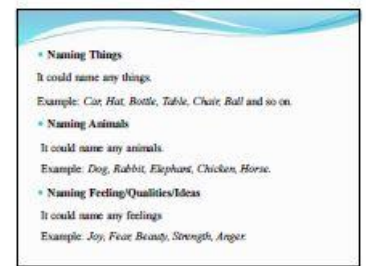 • Naming Things
It could name any things.
Example: Car, Hat, Bottle, Table, Chair, Ball and so on.
• Naming Animals
It could name any animals.
Example: Dog, Rabbit, Elephant, Chicken, Horse.
• Naming Feeling/Qualities/Ideas
It could name any feelings
Example: Joy, Fear, Beauty, Strength, Anger.